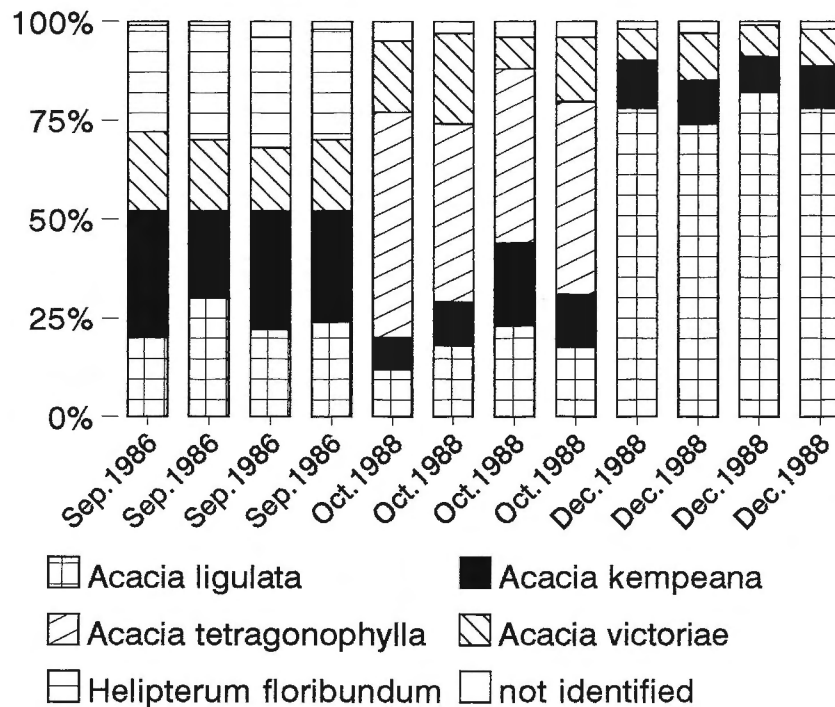 100%
75%
50%
25%
0%
Sep. 1986 Sep. 1986 Sep. 1986 Sep. 1986 Oct. 1988 Oct. 1988 Oct. 1988 Oct. 1988 Dec. 1988 Dec. 1988 Dec. 1988 Dec. 1988
Acacia ligulata Acacia kempeana
Acacia tetragonophylla Acacia victoriae
Helipterum floribundum not identified